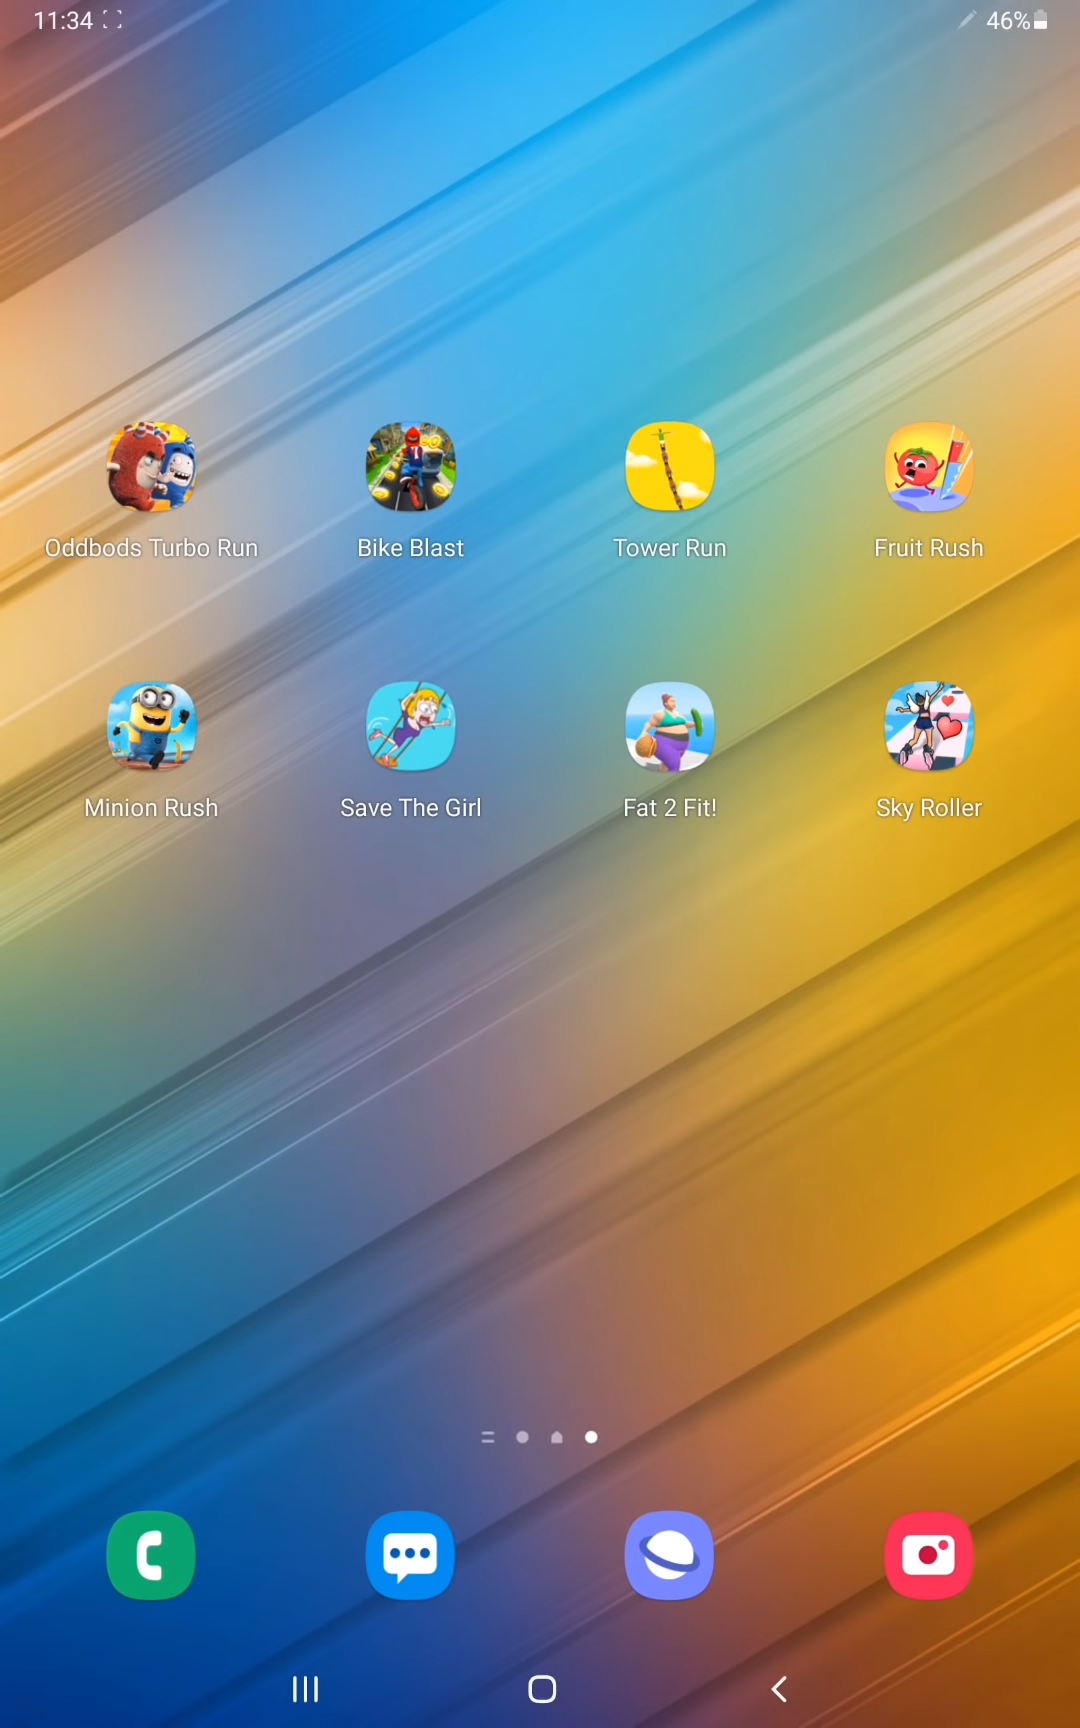 11:34
46%
Oddbods Turbo Run
Bike Blast
Tower Run
Fruit Rush
Minion Rush
Save The Girl
Fat 2 Fit!
Sky Roller